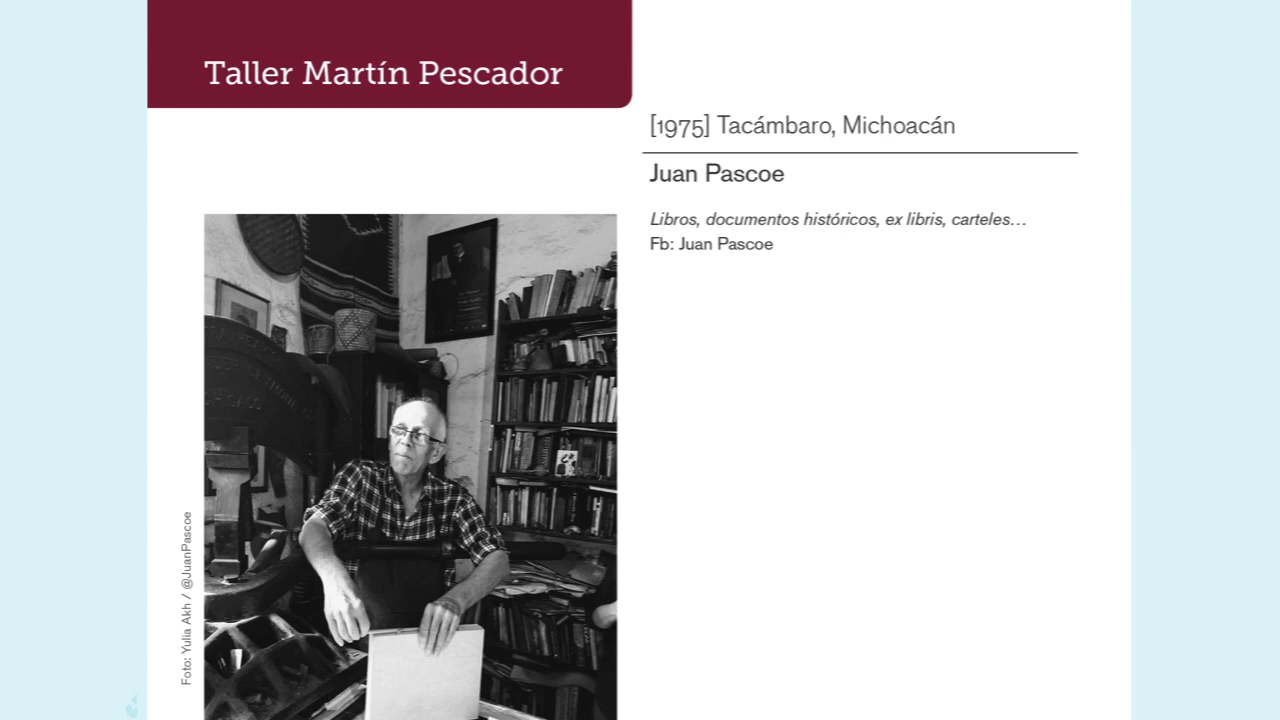 Taller Martín Pescador
[1975] Tacámbaro, Michoacán
Juan Pascoe
Libros, documentos históricos, ex libris, carteles...
Fb: Juan Pascoe
Foto: Yulia Akh / @JuanPascoe